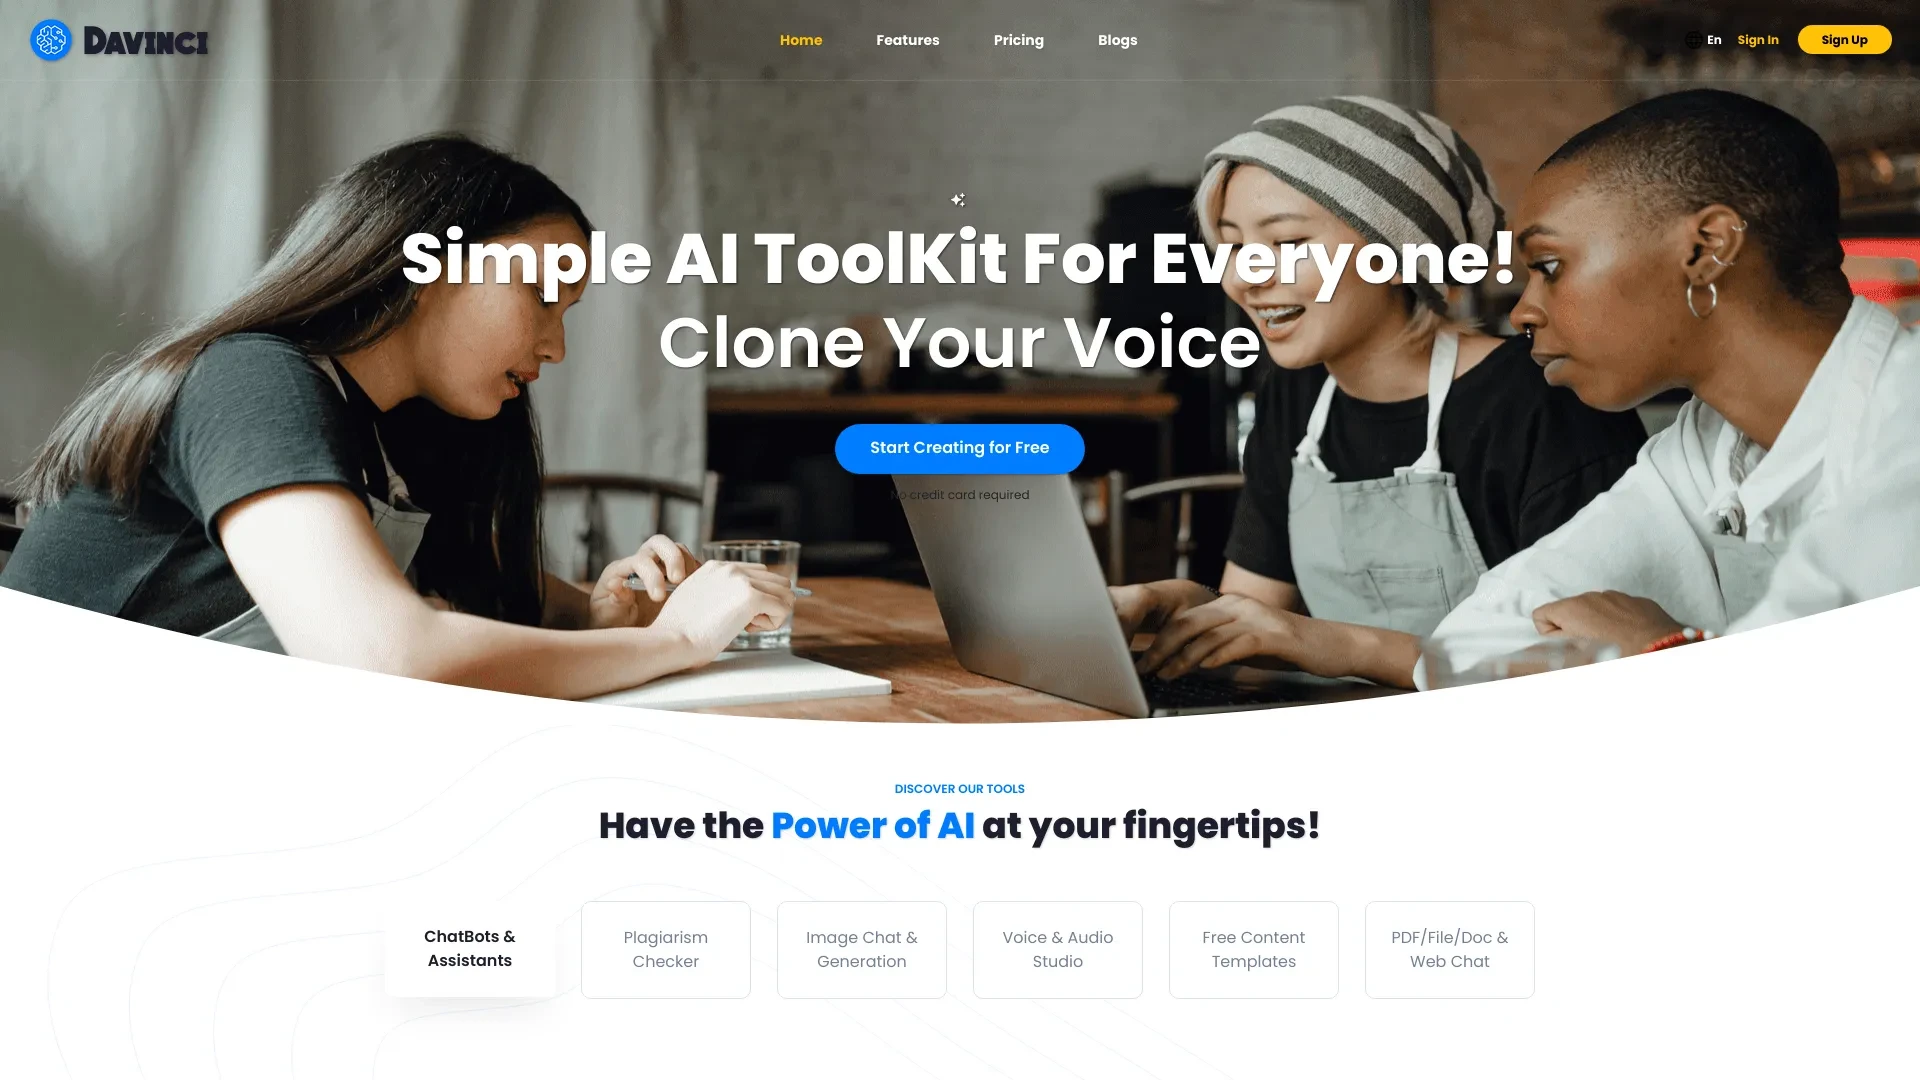 DAVINCI
Home
Features
Pricing
Blogs
En
Sign In
Sign Up
Simple AI ToolKit For Everyone!
Clone Your Voice
Start Creating for Free
No credit card required
DISCOVER OUR TOOLS
Have the Power of AI at your fingertips!
ChatBots &
Assistants
Plagiarism
Checker
Image Chat &
Generation
Voice & Audio
Studio
Free Content
Templates
PDF/File/Doc &
Web Chat